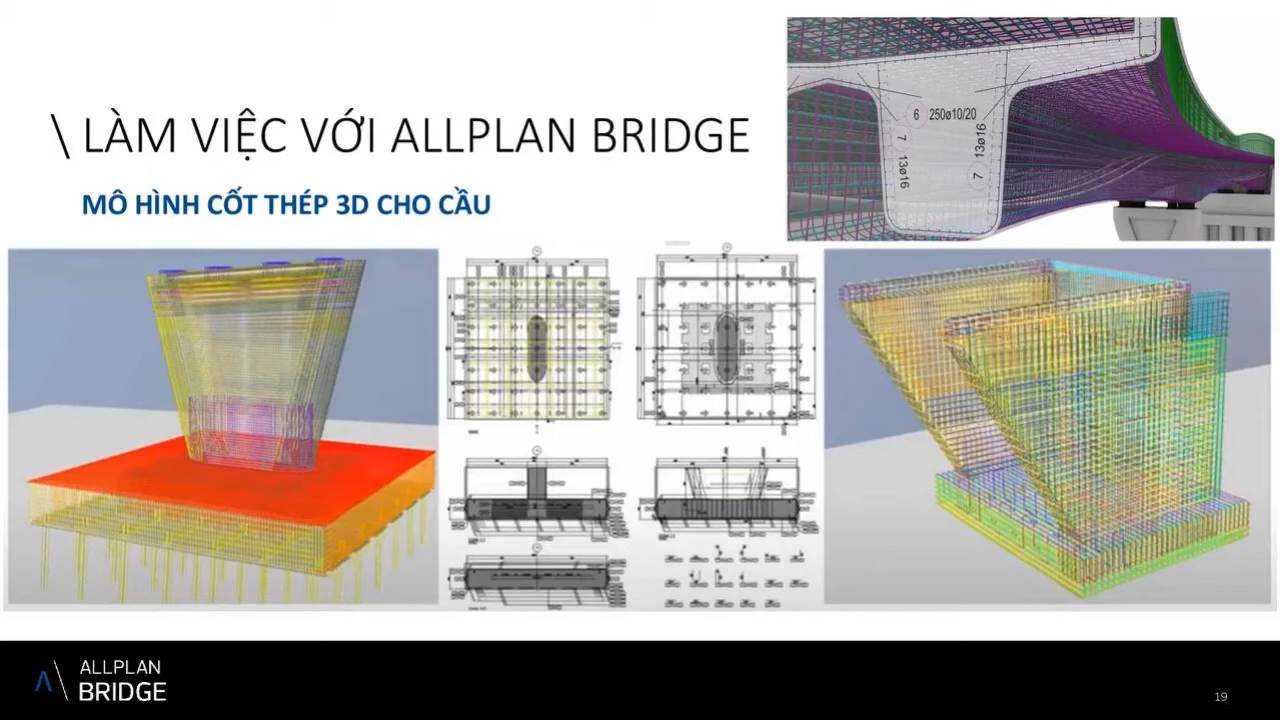 \ LÀM VIỆC VỚI ALLPLAN BRIDGE
MÔ HÌNH CỐT THÉP 3D CHO CẦU
6 250ø10/20
7 13ø16
7 13ø16
ALLPLAN
BRIDGE
19